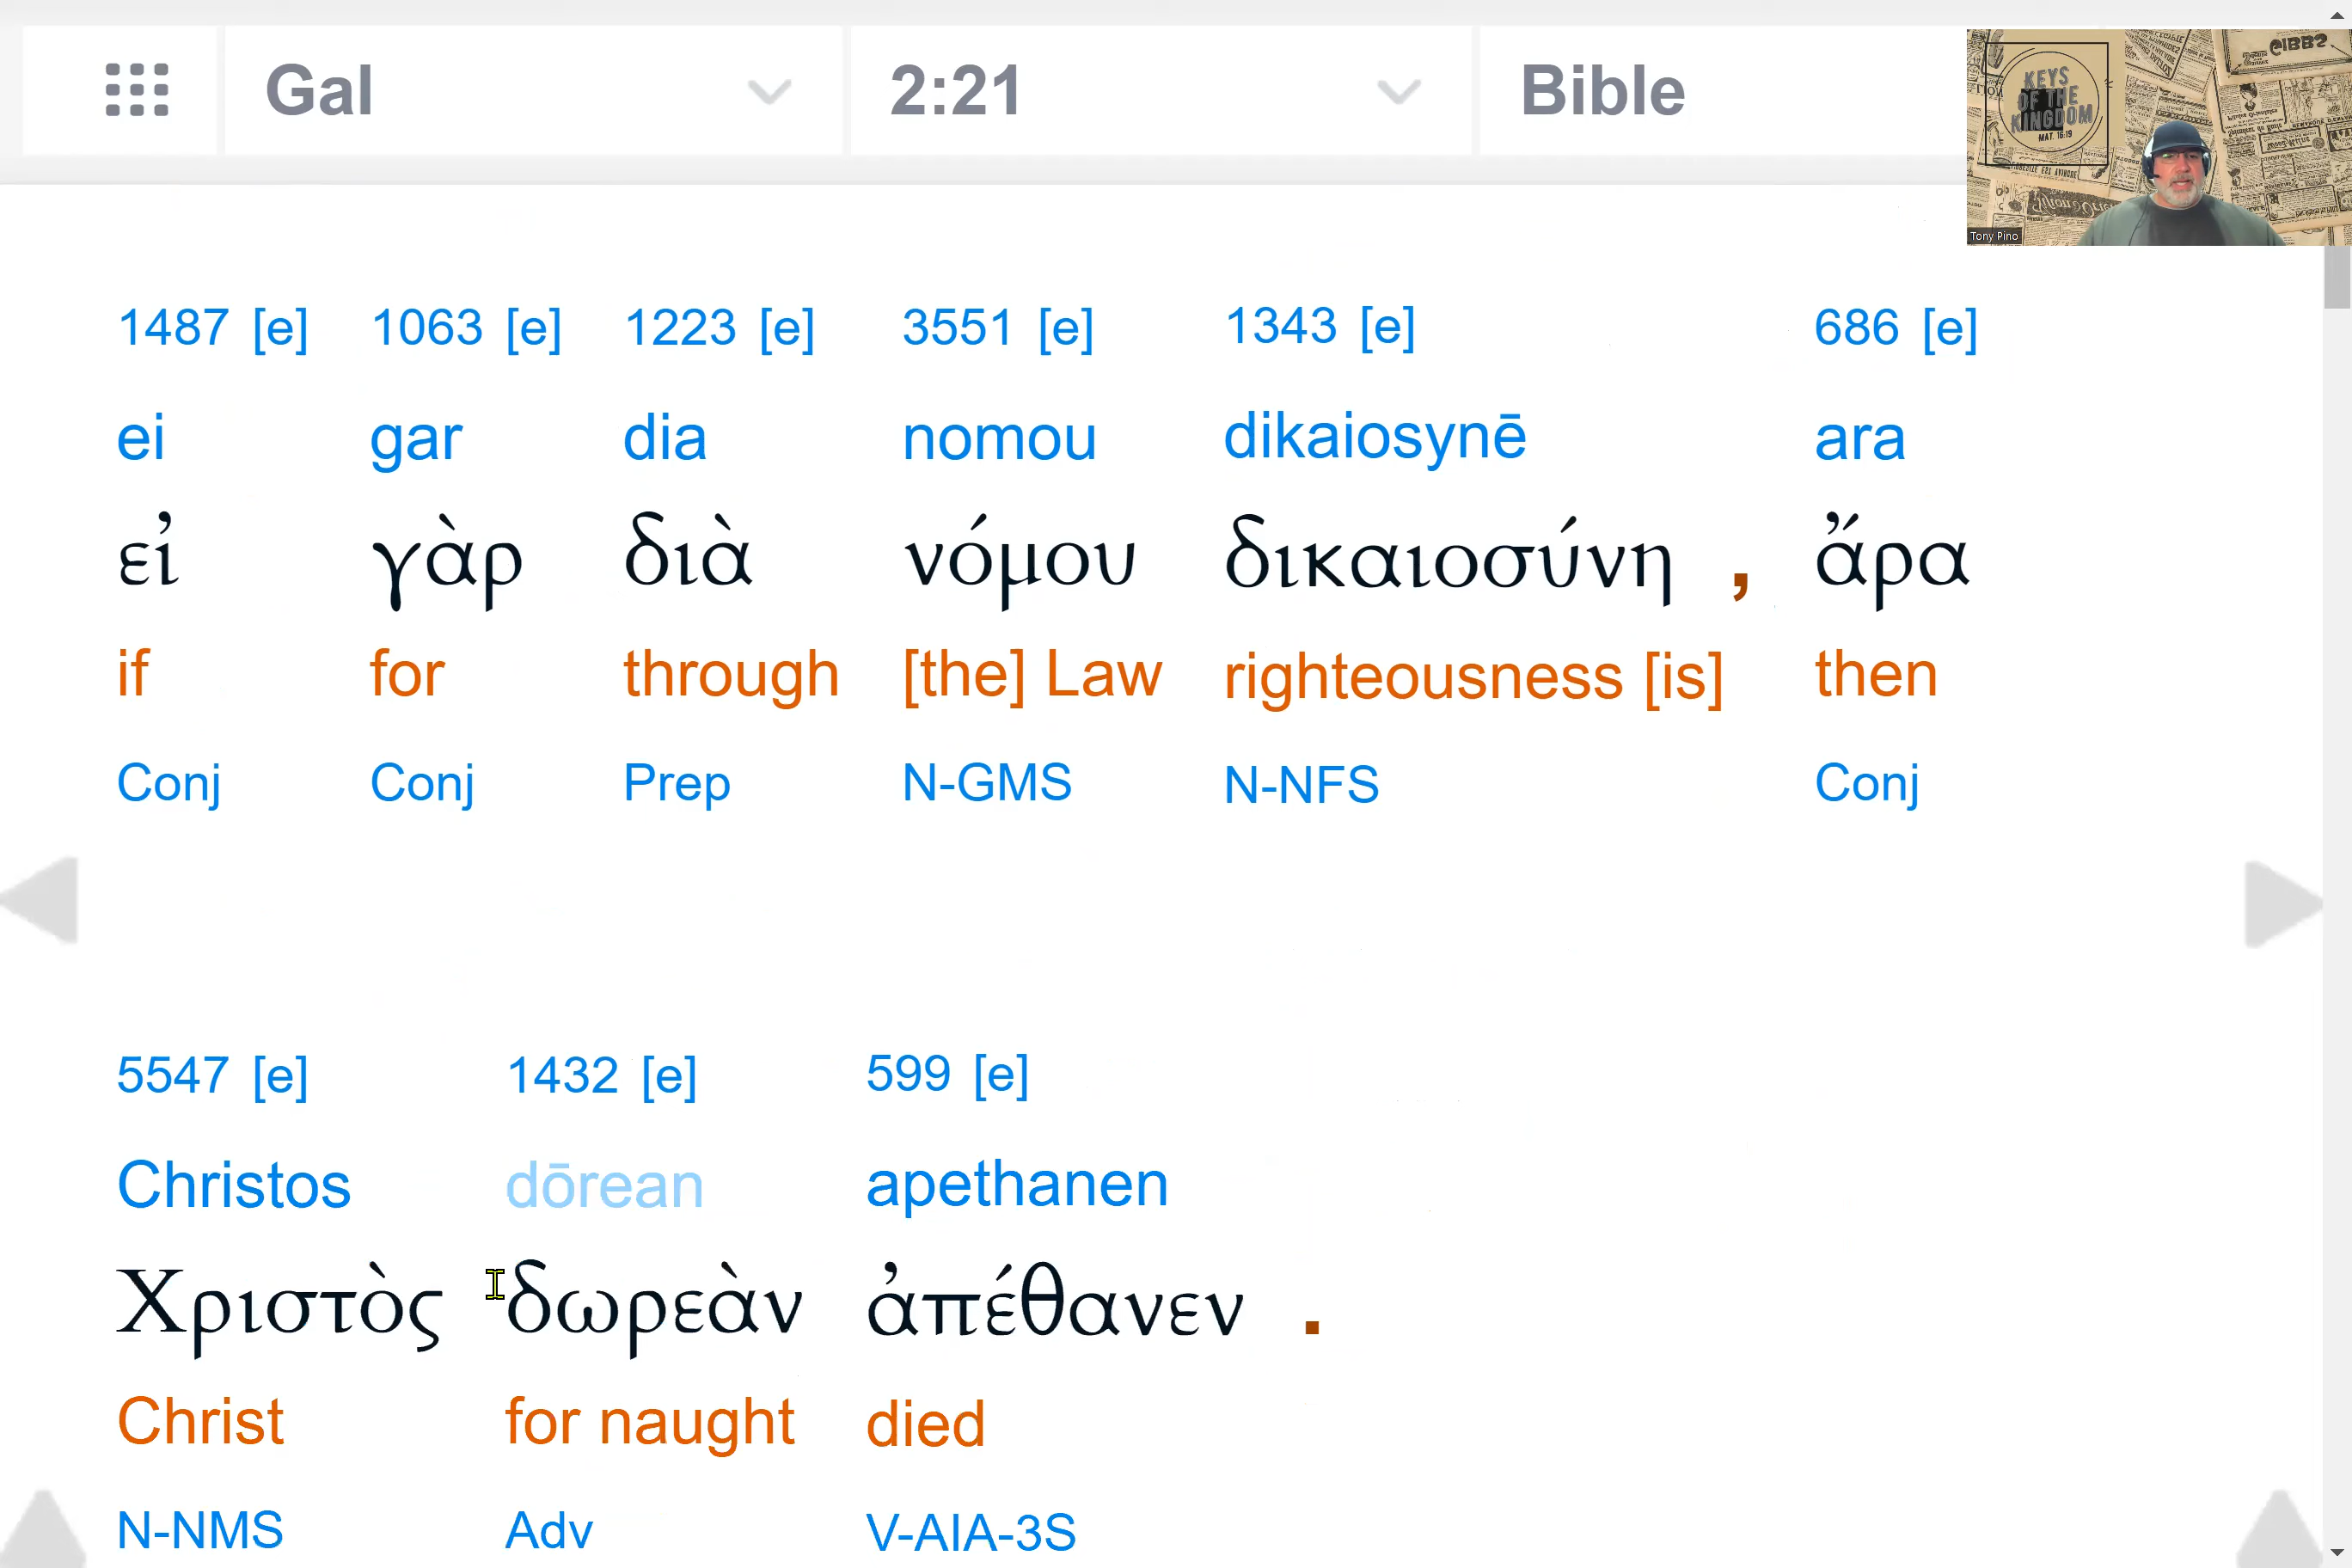 Gal 2:21 Bible
KEYS
OF THE
KINGDOM
MAT. 16:19
GIBBS
Tony Pino
1487 [e] 1063 [e] 1223 [e] 3551 [e] 1343 [e] 686 [e]
ei gar dia nomou dikaiosynē ara
εἰ γὰρ διὰ νόμου δικαιοσύνη , ἄρα
if for through [the] Law righteousness [is] then
Conj Conj Prep N-GMS N-NFS Conj
5547 [e] 1432 [e] 599 [e]
Christos dōrean apethanen
Χριστὸς δωρεὰν ἀπέθανεν .
Christ for naught died
N-NMS Adv V-AIA-3S